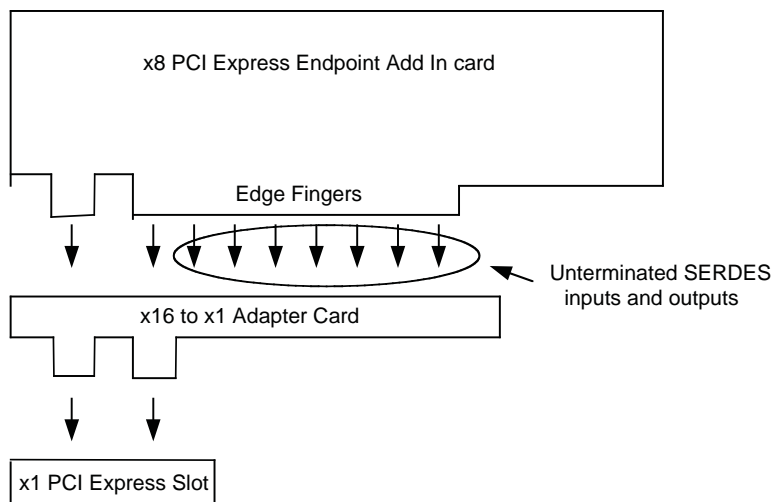 x8 PCI Express Endpoint Add In card
Edge Fingers
Unterminated SERDES
inputs and outputs
x16 to x1 Adapter Card
x1 PCI Express Slot